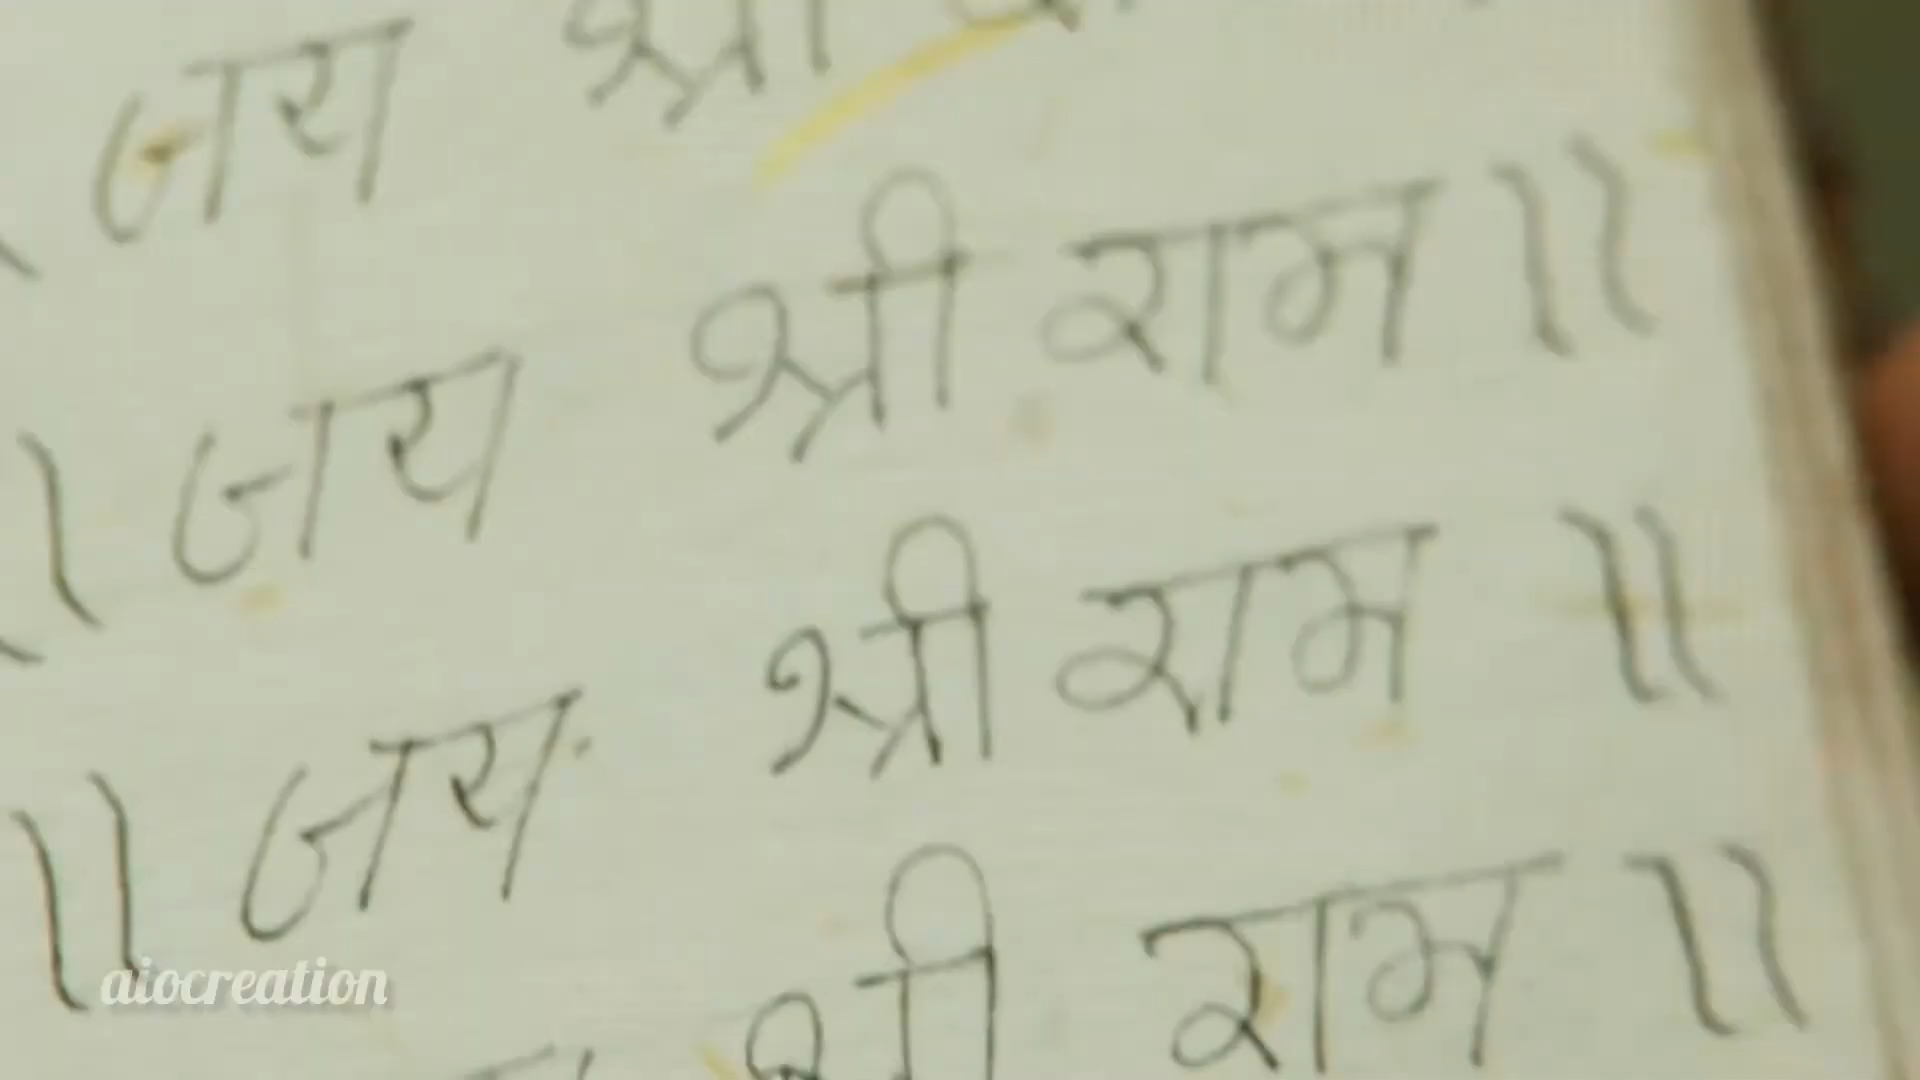 जय श्री
॥ जय श्री राम ॥
॥ जय श्री राम ॥
श्री राम ॥
aiocreation